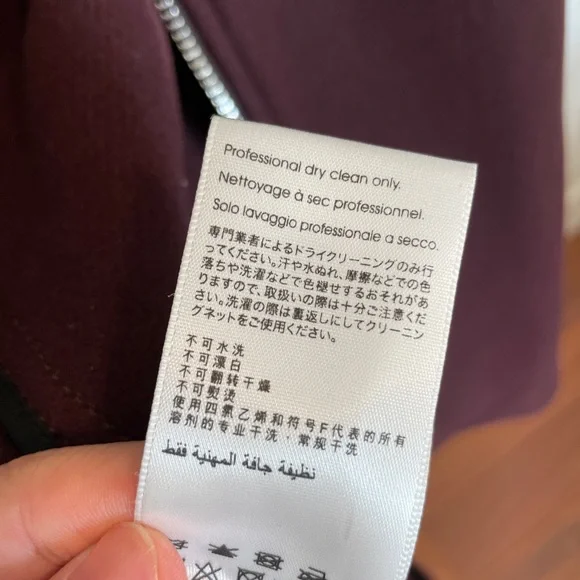 Professional dry clean only.
Nettoyage à sec professionnel.
Solo lavaggio professionale a secco.
専門業者によるドライクリーニングのみ行
ってください。汗や水ぬれ、摩擦などでの色
落ちや洗濯などで色褪せするおそれがあ
りますので、取扱いの際は十分ご注意くだ
さい。洗濯の際は裏返しにしてクリーニン
グネットをご使用ください。
不可水洗
不可漂白
不可翻转干燥
不可熨烫
使用四氯乙烯和符号F代表的所有
溶剂的专业干洗・常规干洗
نظيفة جافة المهنية فقط